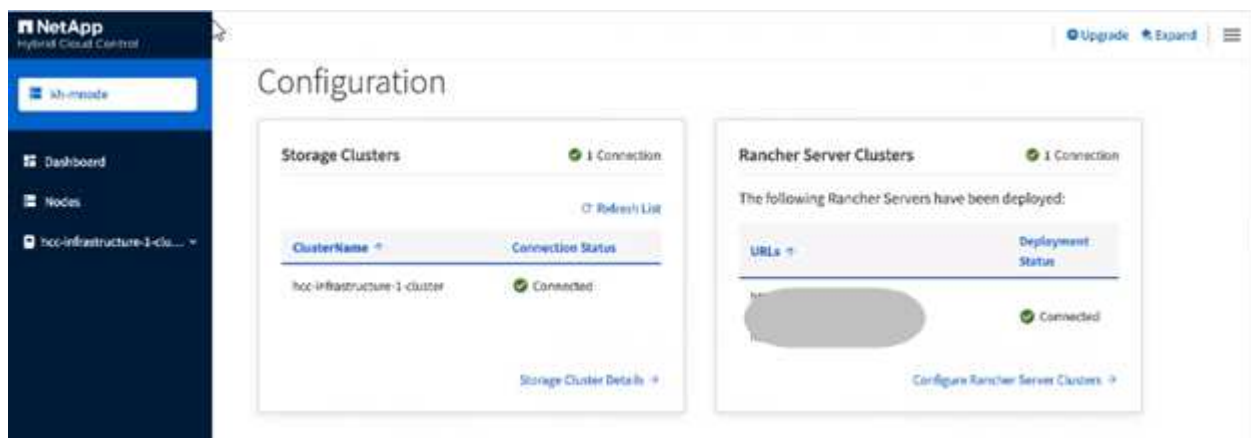 NetApp
Hybrid Cloud Control
Upgrade Expand
kh-mnode
Configuration
Dashboard
Nodes
hcc-infrastructure-1-clu...
Storage Clusters
1 Connection
Refresh List
ClusterName
Connection Status
hcc-infrastructure-1-cluster
Connected
Storage Cluster Details →
Rancher Server Clusters
1 Connection
The following Rancher Servers have been deployed:
URLs
Deployment
Status
Connected
Configure Rancher Server Clusters →